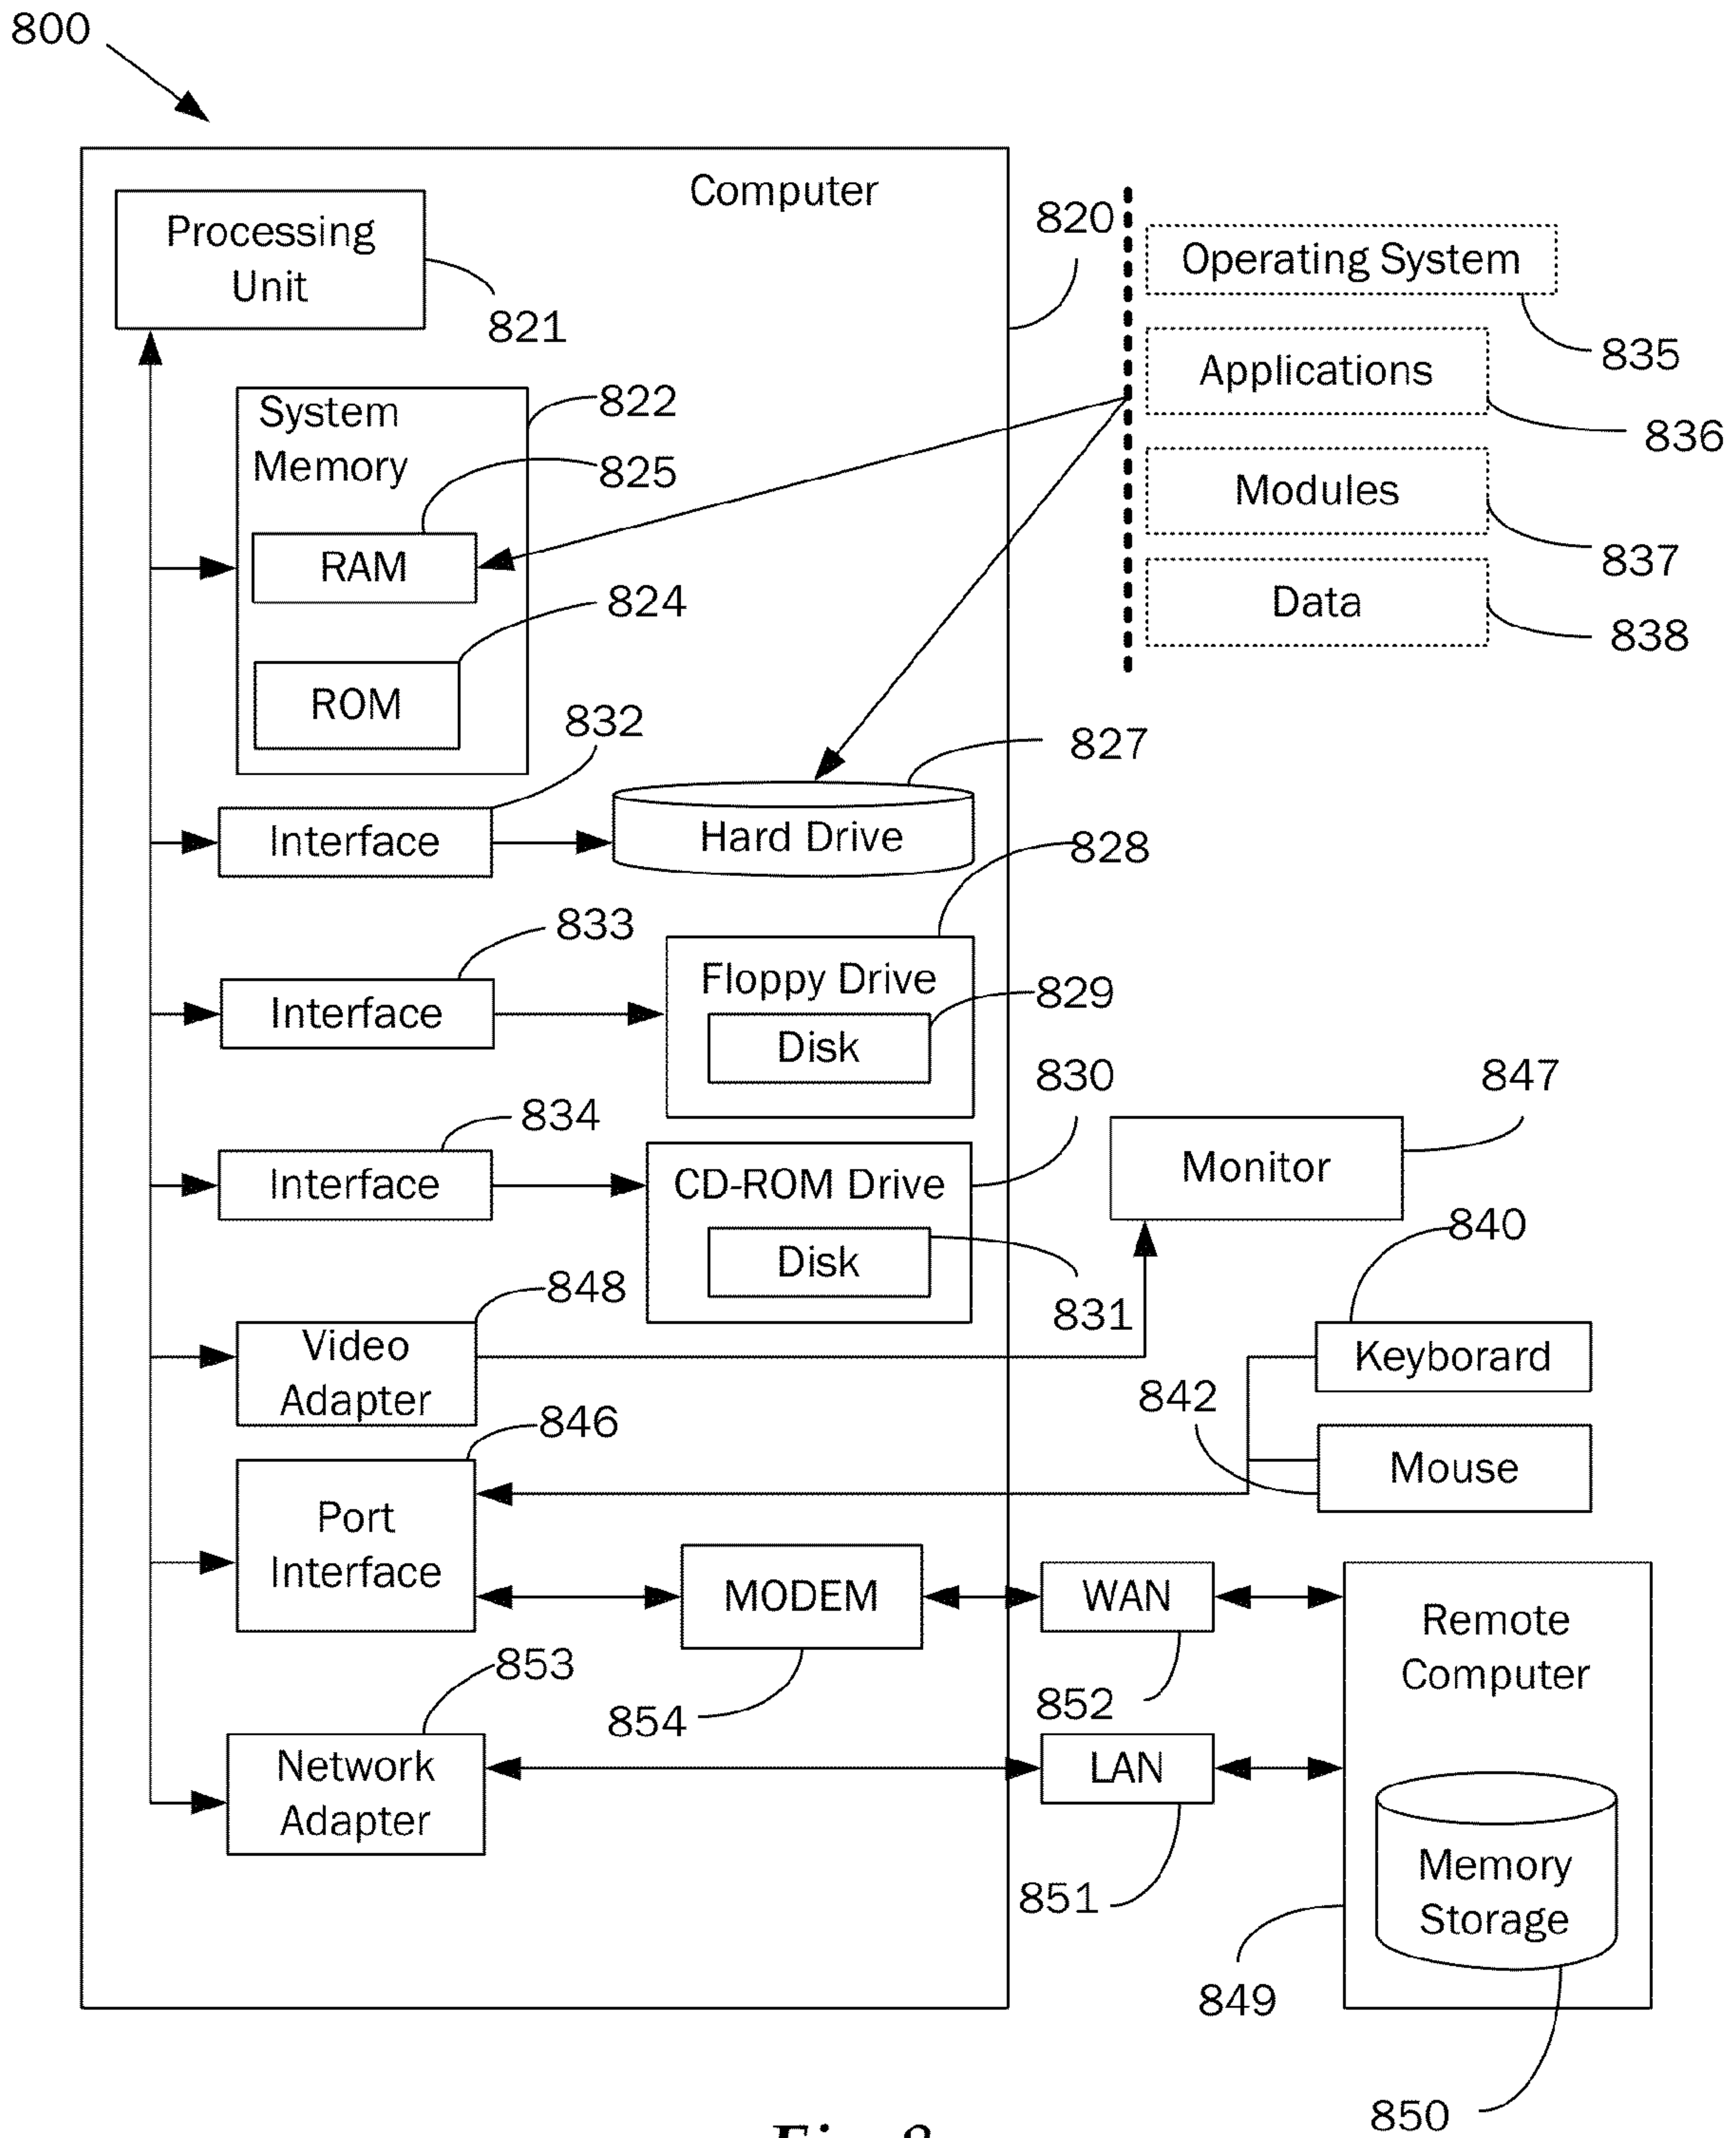 800
Computer
Processing
Unit
821
820
Operating System
835
Applications
836
Modules
837
Data
838
System
Memory
822
825
RAM
824
ROM
832
Interface
827
Hard Drive
828
833
Interface
Floppy Drive
829
Disk
834
Interface
830
CD-ROM Drive
Disk
831
847
Monitor
840
Keyborard
842
Mouse
848
Video
Adapter
846
Port
Interface
MODEM
854
WAN
852
Remote
Computer
853
Network
Adapter
LAN
851
Memory
Storage
849
850